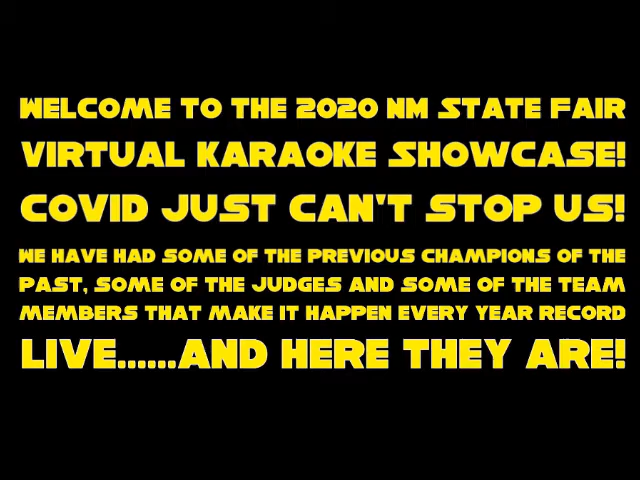 WELCOME TO THE 2020 NM STATE FAIR
VIRTUAL KARAOKE SHOWCASE!
COVID JUST CAN'T STOP US!
WE HAVE HAD SOME OF THE PREVIOUS CHAMPIONS OF THE
PAST, SOME OF THE JUDGES AND SOME OF THE TEAM
MEMBERS THAT MAKE IT HAPPEN EVERY YEAR RECORD
LIVE......AND HERE THEY ARE!